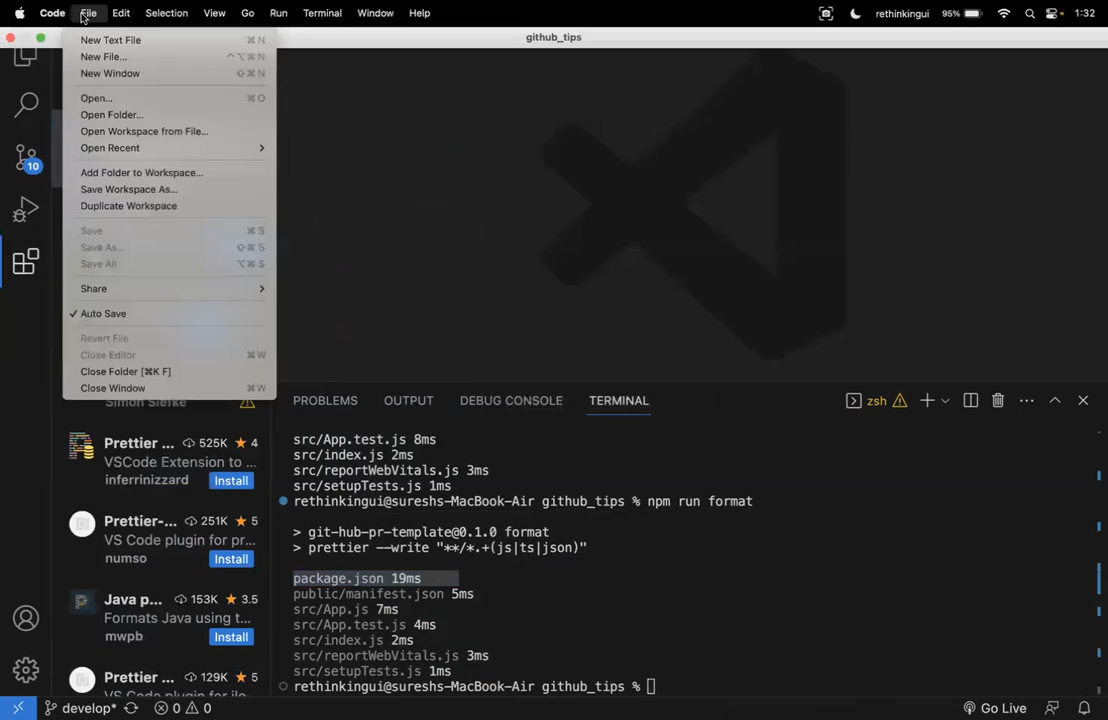 Code File Edit Selection View Go Run Terminal Window Help rethinkingui 95% 1:32
github_tips
New Text File ⌘ N
New File... ^⌥⌘ N
New Window ⇧⌘ N
Open... ⌘ O
Open Folder...
Open Workspace from File...
Open Recent >
Add Folder to Workspace...
Save Workspace As...
Duplicate Workspace
Save ⌘ S
Save As... ⇧⌘ S
Save All ⌥⌘ S
Share >
✓ Auto Save
Revert File
Close Editor ⌘ W
Close Folder [⌘K F]
Close Window ⌘ W
10
Simon Siefke
Prettier ... 525K ★ 4
VSCode Extension to ...
inferrinizzard Install
Prettier-... 251K ★ 5
VS Code plugin for pr...
numso Install
Java p... 153K ★ 3.5
Formats Java using t...
mwpb Install
Prettier ... 129K ★ 5
VS Code plugin for ile...
PROBLEMS OUTPUT DEBUG CONSOLE TERMINAL zsh
src/App.test.js 8ms
src/index.js 2ms
src/reportWebVitals.js 3ms
src/setupTests.js 1ms
rethinkingui@sureshs-MacBook-Air github_tips % npm run format
> git-hub-pr-template@0.1.0 format
> prettier --write "**/*.+(js|ts|json)"
package.json 19ms
public/manifest.json 5ms
src/App.js 7ms
src/App.test.js 4ms
src/index.js 2ms
src/reportWebVitals.js 3ms
src/setupTests.js 1ms
rethinkingui@sureshs-MacBook-Air github_tips %
develop* 0 0 Go Live